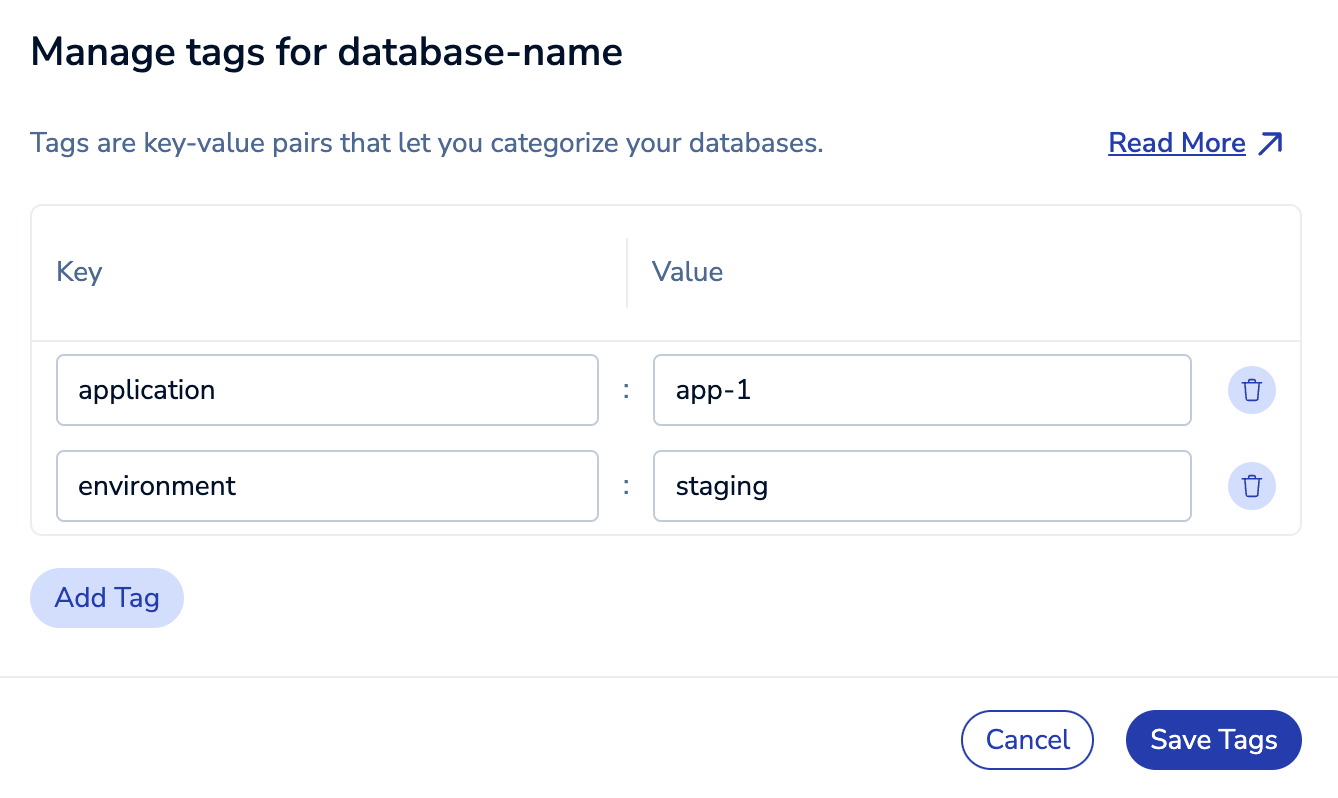 Manage tags for database-name
Tags are key-value pairs that let you categorize your databases. Read More
Key Value
application : app-1
environment : staging
Add Tag
Cancel Save Tags